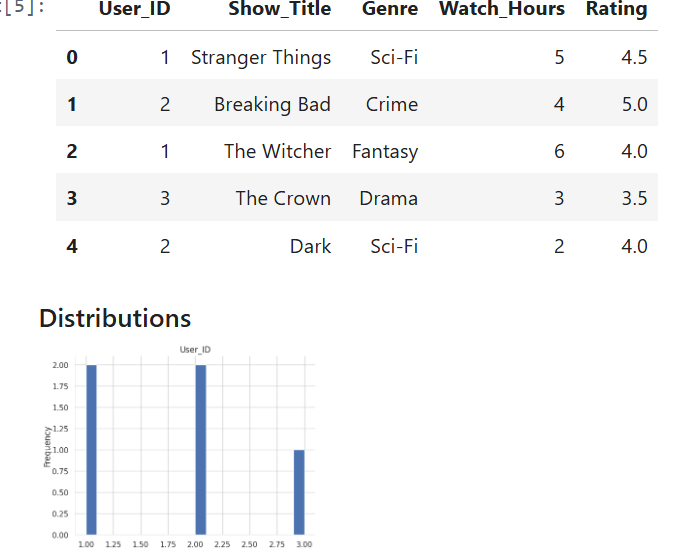 [5]:
User_ID Show_Title Genre Watch_Hours Rating
0 1 Stranger Things Sci-Fi 5 4.5
1 2 Breaking Bad Crime 4 5.0
2 1 The Witcher Fantasy 6 4.0
3 3 The Crown Drama 3 3.5
4 2 Dark Sci-Fi 2 4.0
Distributions
User_ID
2.00
1.75
1.50
1.25
1.00
0.75
0.50
0.25
0.00
Frequency
1.00 1.25 1.50 1.75 2.00 2.25 2.50 2.75 3.00